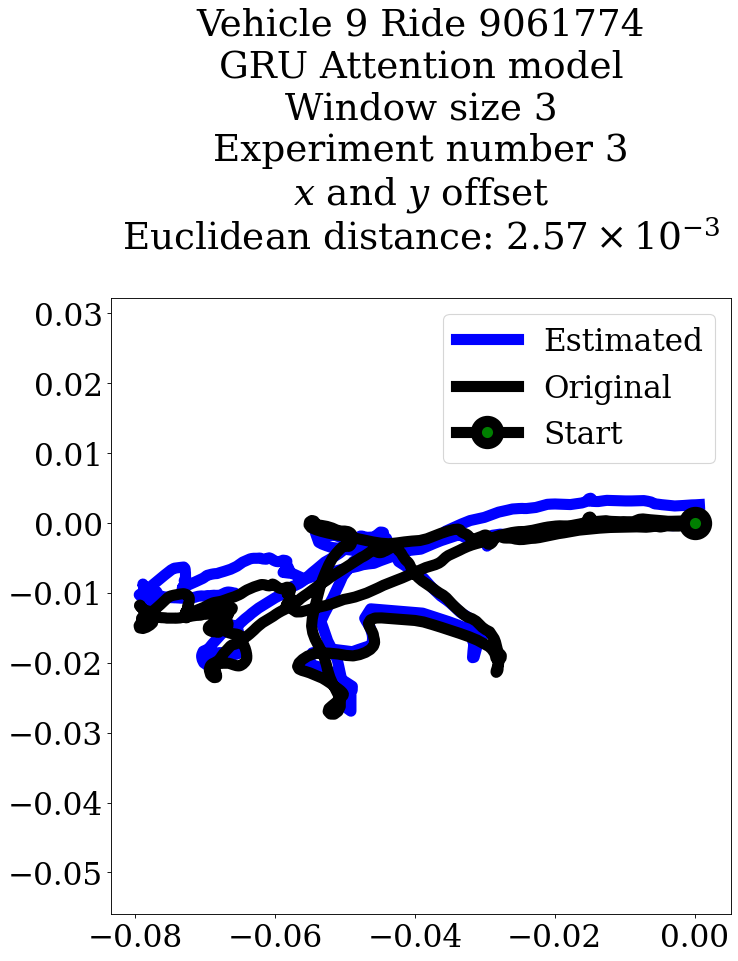 Vehicle 9 Ride 9061774
GRU Attention model
Window size 3
Experiment number 3
x and y offset
Euclidean distance: 2.57 × 10⁻³
Estimated
Original
Start
0.03
0.02
0.01
0.00
−0.01
−0.02
−0.03
−0.04
−0.05
−0.08 −0.06 −0.04 −0.02 0.00